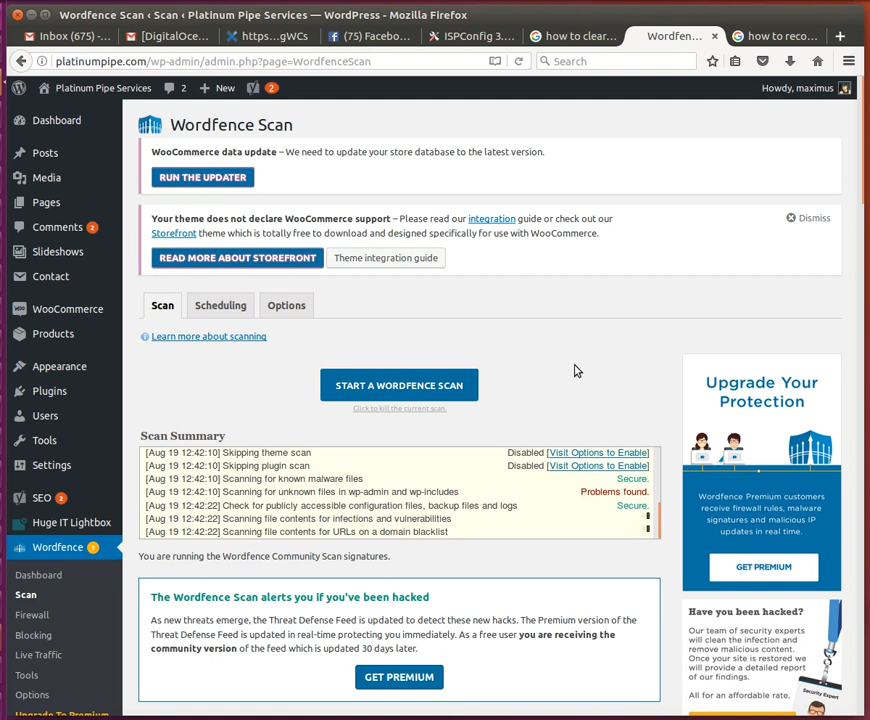 Wordfence Scan ‹ Scan ‹ Platinum Pipe Services — WordPress - Mozilla Firefox
Inbox (675) -...
[DigitalOce...
https...gWCs
(75) Facebo...
ISPConfig 3....
how to clear...
Wordfen...
how to reco...
platinumpipe.com/wp-admin/admin.php?page=WordfenceScan
Search
Platinum Pipe Services
2
New
2
Howdy, maximus
Dashboard
Posts
Media
Pages
Comments 2
Slideshows
Contact
WooCommerce
Products
Appearance
Plugins
Users
Tools
Settings
SEO 2
Huge IT Lightbox
Wordfence 1
Dashboard
Scan
Firewall
Blocking
Live Traffic
Tools
Options
Upgrade To Premium
Wordfence Scan
WooCommerce data update – We need to update your store database to the latest version.
RUN THE UPDATER
Your theme does not declare WooCommerce support – Please read our integration guide or check out our
Storefront theme which is totally free to download and designed specifically for use with WooCommerce.
Dismiss
READ MORE ABOUT STOREFRONT
Theme integration guide
Scan
Scheduling
Options
Learn more about scanning
START A WORDFENCE SCAN
Click to kill the current scan.
Scan Summary
[Aug 19 12:42:10] Skipping theme scan Disabled [Visit Options to Enable]
[Aug 19 12:42:10] Skipping plugin scan Disabled [Visit Options to Enable]
[Aug 19 12:42:10] Scanning for known malware files Secure.
[Aug 19 12:42:10] Scanning for unknown files in wp-admin and wp-includes Problems found.
[Aug 19 12:42:22] Check for publicly accessible configuration files, backup files and logs Secure.
[Aug 19 12:42:22] Scanning file contents for infections and vulnerabilities
[Aug 19 12:42:22] Scanning file contents for URLs on a domain blacklist
You are running the Wordfence Community Scan signatures.
The Wordfence Scan alerts you if you've been hacked
As new threats emerge, the Threat Defense Feed is updated to detect these new hacks. The Premium version of the
Threat Defense Feed is updated in real-time protecting you immediately. As a free user you are receiving the
community version of the feed which is updated 30 days later.
GET PREMIUM
Upgrade Your
Protection
Wordfence Premium customers
receive firewall rules, malware
signatures and malicious IP
updates in real time.
GET PREMIUM
Have you been hacked?
Our team of security experts
will clean the infection and
remove malicious content.
Once your site is restored we
will provide a detailed report
of our findings.
All for an affordable rate.
Security Expert